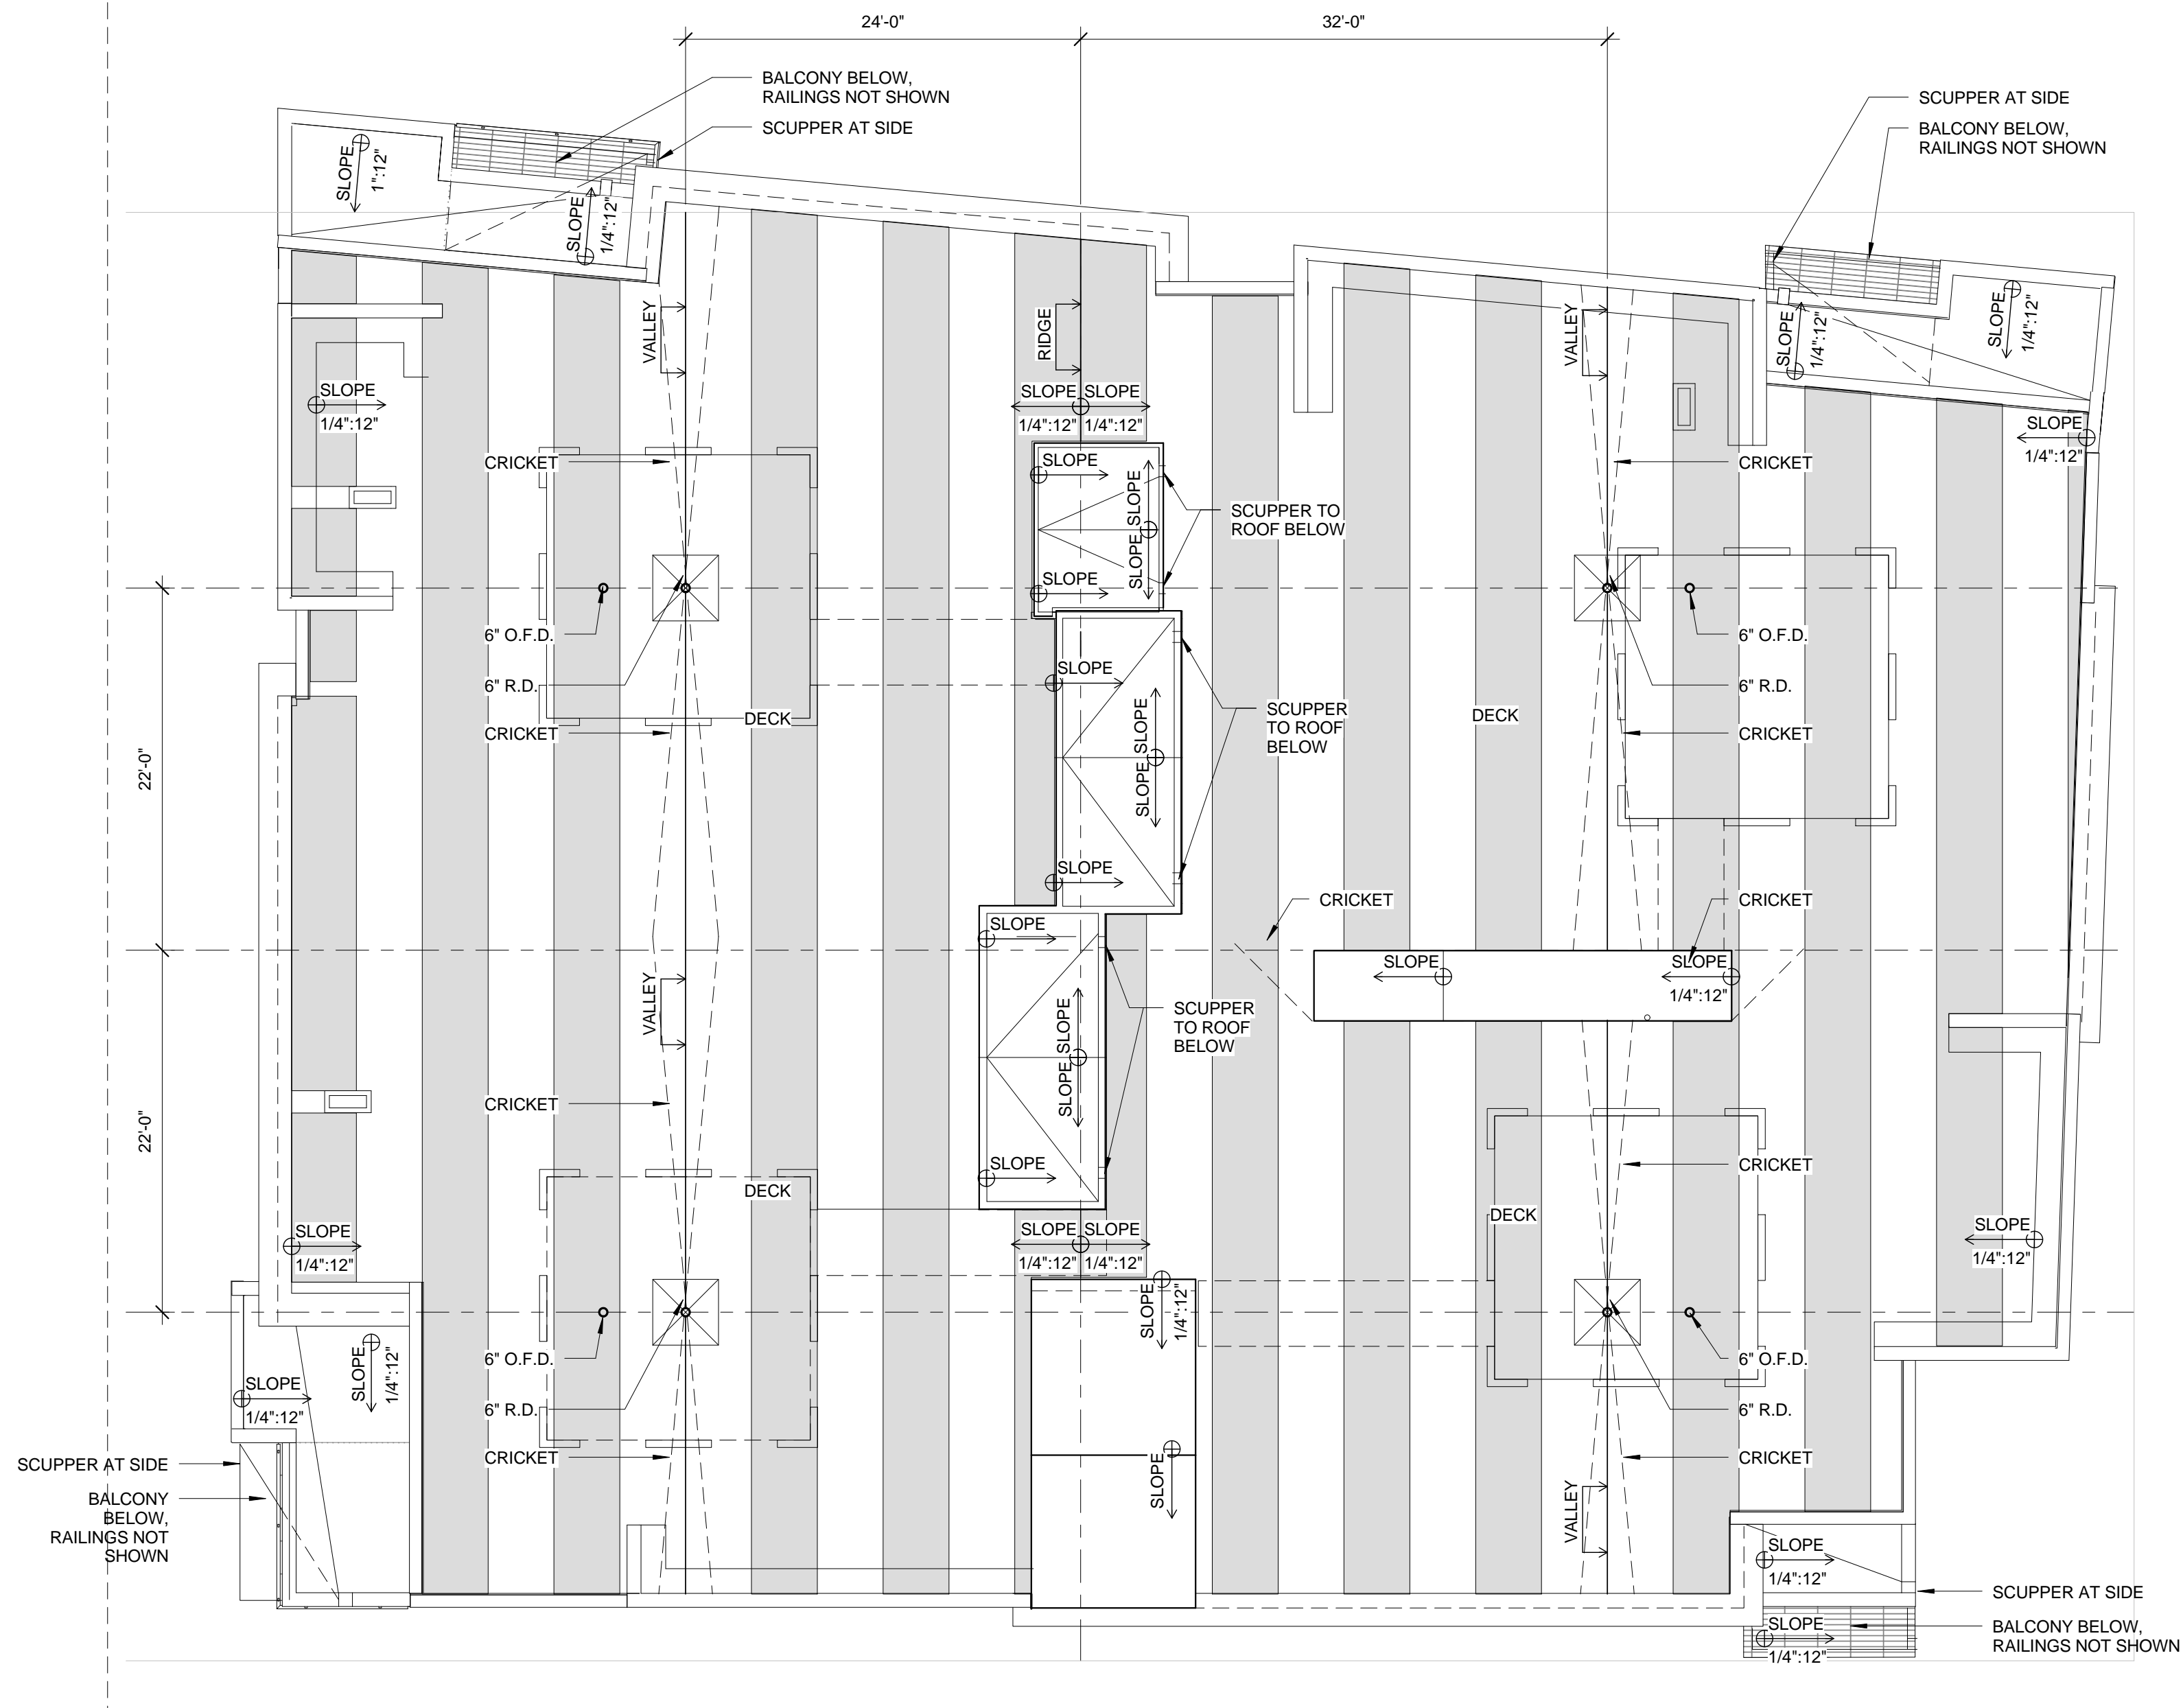 24'-0"
32'-0"
BALCONY BELOW,
RAILINGS NOT SHOWN
SCUPPER AT SIDE
SCUPPER AT SIDE
BALCONY BELOW,
RAILINGS NOT SHOWN
SLOPE
1":12"
SLOPE
1/4":12"
SLOPE
1/4":12"
SLOPE
1/4":12"
VALLEY
RIDGE
VALLEY
SLOPE
1/4":12"
SLOPE
SLOPE
1/4":12"
1/4":12"
SLOPE
1/4":12"
CRICKET
SLOPE
SLOPE
SLOPE
CRICKET
SCUPPER TO
ROOF BELOW
SLOPE
6" O.F.D.
6" O.F.D.
SLOPE
6" R.D.
6" R.D.
DECK
SLOPE
SLOPE
SCUPPER
TO ROOF
BELOW
DECK
CRICKET
CRICKET
22'-0"
SLOPE
CRICKET
CRICKET
SLOPE
SLOPE
SLOPE
1/4":12"
VALLEY
SLOPE
SLOPE
SCUPPER
TO ROOF
BELOW
22'-0"
CRICKET
SLOPE
CRICKET
DECK
DECK
SLOPE
1/4":12"
SLOPE
SLOPE
1/4":12"
1/4":12"
SLOPE
1/4":12"
SLOPE
1/4":12"
6" O.F.D.
6" O.F.D.
SLOPE
1/4":12"
SLOPE
1/4":12"
6" R.D.
6" R.D.
CRICKET
CRICKET
SCUPPER AT SIDE
SLOPE
VALLEY
BALCONY
BELOW,
RAILINGS NOT
SHOWN
SLOPE
1/4":12"
SCUPPER AT SIDE
SLOPE
1/4":12"
BALCONY BELOW,
RAILINGS NOT SHOWN